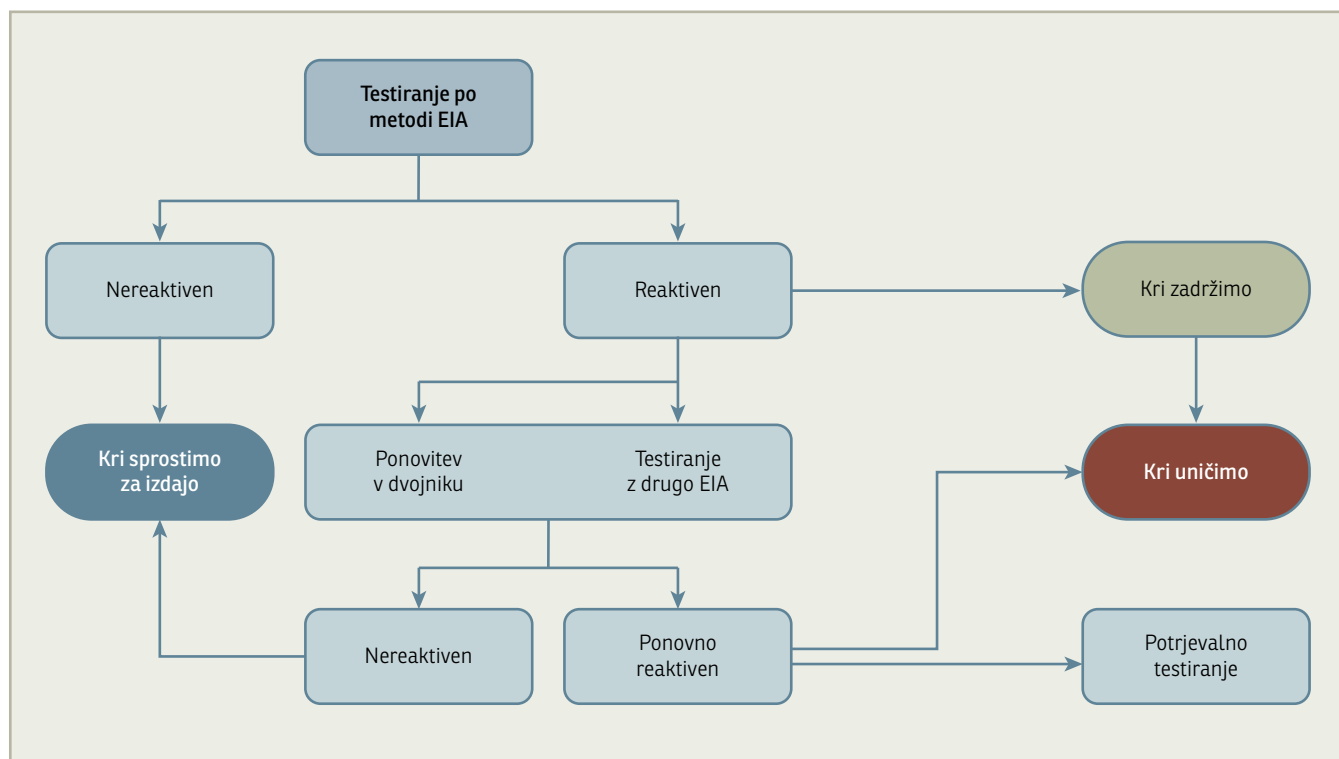 Testiranje po
metodi EIA
Nereaktiven
Reaktiven
Kri zadržimo
Kri sprostimo
za izdajo
Ponovitev
v dvojniku
Testiranje
z drugo EIA
Kri uničimo
Nereaktiven
Ponovno
reaktiven
Potrjevalno
testiranje